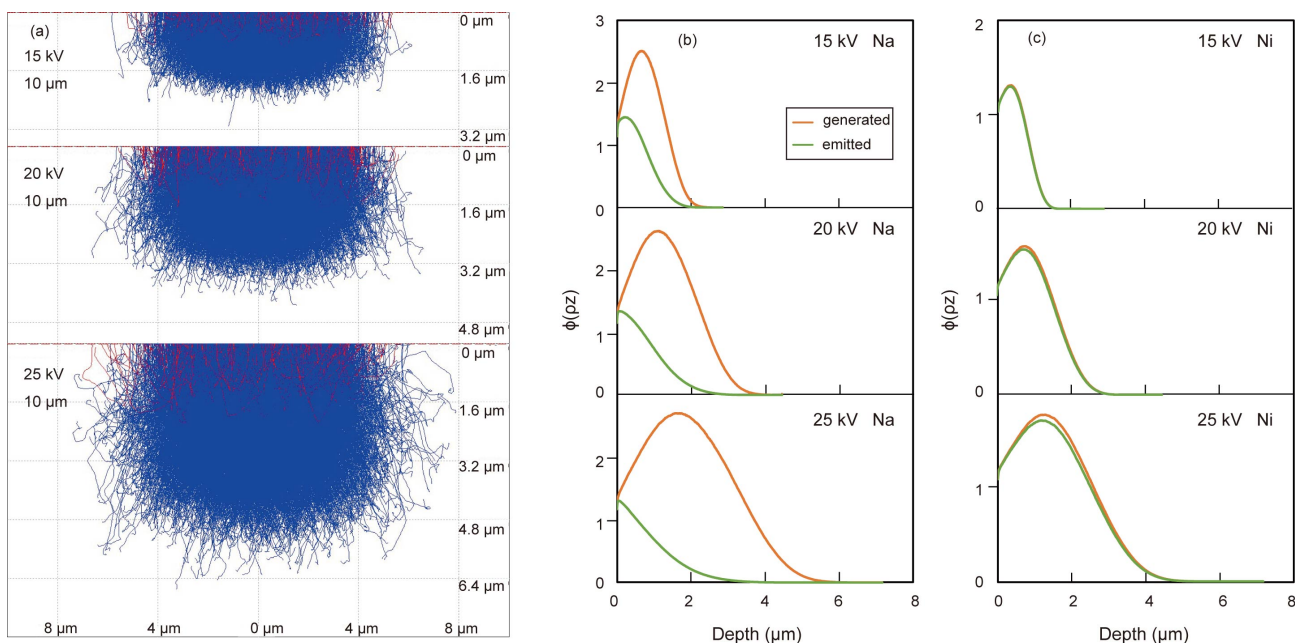 (a)
15 kV
10 µm
0 µm
1.6 µm
3.2 µm
20 kV
10 µm
0 µm
1.6 µm
3.2 µm
4.8 µm
25 kV
10 µm
0 µm
1.6 µm
3.2 µm
4.8 µm
6.4 µm
8 µm 4 µm 0 µm 4 µm 8 µm
(b)
15 kV Na
generated
emitted
3
2
1
0
20 kV Na
2
1
0
25 kV Na
2
1
0
0 2 4 6 8
ϕ(ρz)
Depth (µm)
(c)
15 kV Ni
2
1
0
20 kV Ni
1
0
25 kV Ni
1
0
0 2 4 6 8
ϕ(ρz)
Depth (µm)